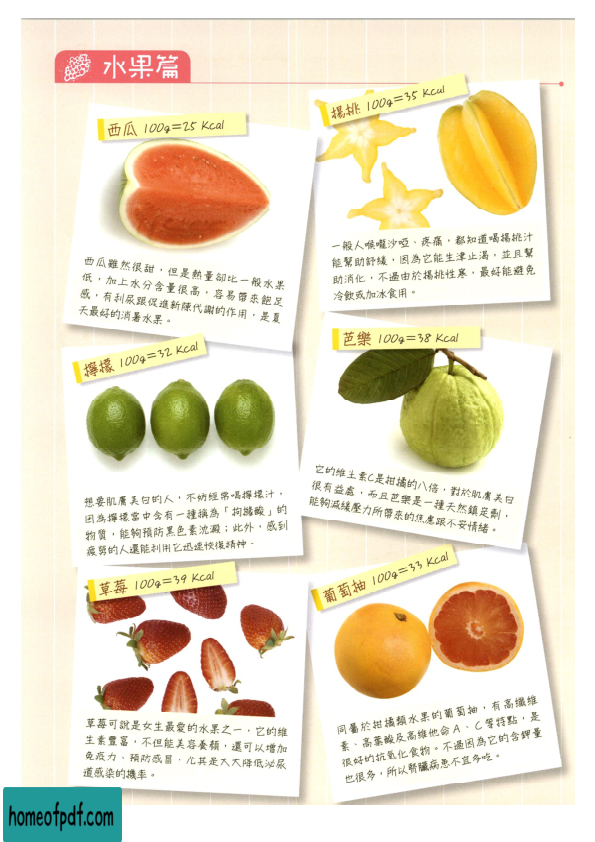 水果篇
西瓜 100g=25 Kcal
西瓜雖然很甜，但是熱量卻比一般水果
低，加上水分含量很高，容易帶來飽足
感，有利尿跟促進新陳代謝的作用，是夏
天最好的消暑水果。
楊桃 100g=35 Kcal
一般人喉嚨沙啞、疼痛，都知道喝楊桃汁
能幫助舒緩，因為它能生津止渴，並且幫
助消化，不過由於楊桃性寒，最好能避免
冷飲或加冰食用。
檸檬 100g=32 Kcal
想要肌膚美白的人，不妨經常喝檸檬汁，
因為檸檬當中含有一種稱為「枸櫞酸」的
物質，能夠預防黑色素沈澱；此外，感到
疲勞的人還能利用它迅速恢復精神。
芭樂 100g=38 Kcal
它的維生素C是柑橘的八倍，對於肌膚美白
很有益處，而且芭樂是一種天然鎮定劑，
能夠減緩壓力所帶來的焦慮跟不安情緒。
草莓 100g=39 Kcal
草莓可說是女生最愛的水果之一，它的維
生素豐富，不但能美容養顏，還可以增加
免疫力、預防感冒，尤其是大大降低泌尿
道感染的機率。
葡萄柚 100g=33 Kcal
同屬於柑橘類水果的葡萄柚，有高纖維
素、高葉酸及高維他命A、C等特點，是
很好的抗氧化食物。不過因為它的含鉀量
也很多，所以腎臟病患不宜多吃。
homeofpdf.com